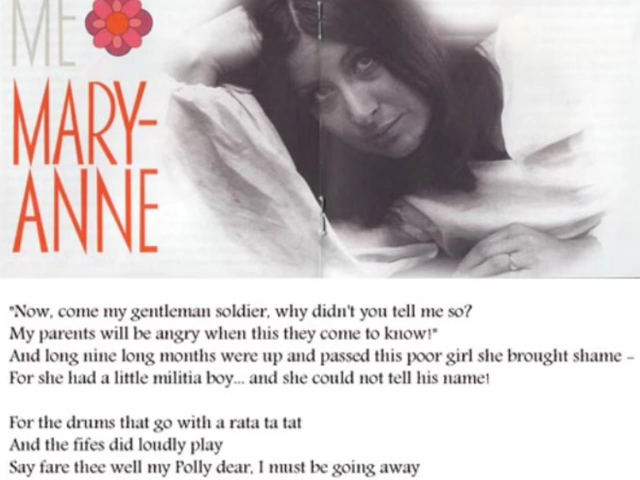 ME
MARY-
ANNE
"Now, come my gentleman soldier, why didn't you tell me so?
My parents will be angry when this they come to know!"
And long nine long months were up and passed this poor girl she brought shame -
For she had a little militia boy... and she could not tell his name!
For the drums that go with a rata ta tat
And the fifes did loudly play
Say fare thee well my Polly dear, I must be going away